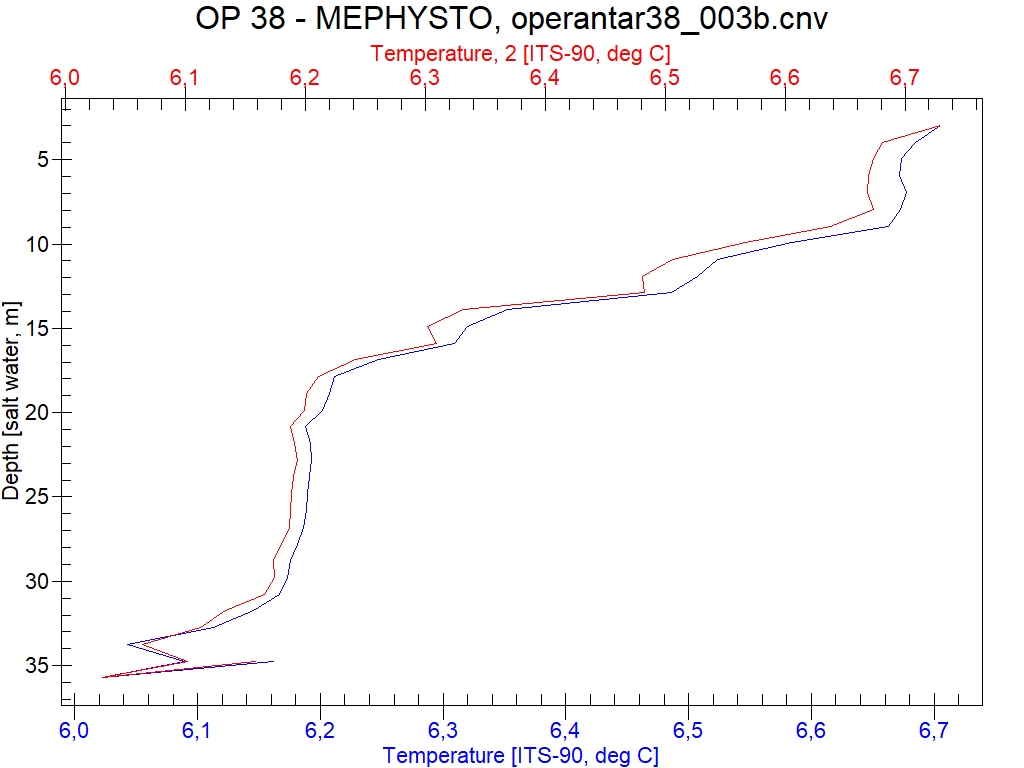 OP 38 - MEPHYSTO, operantar38_003b.cnv
Temperature, 2 [ITS-90, deg C]
6,0 6,1 6,2 6,3 6,4 6,5 6,6 6,7
Depth [salt water, m]
5
10
15
20
25
30
35
6,0 6,1 6,2 6,3 6,4 6,5 6,6 6,7
Temperature [ITS-90, deg C]